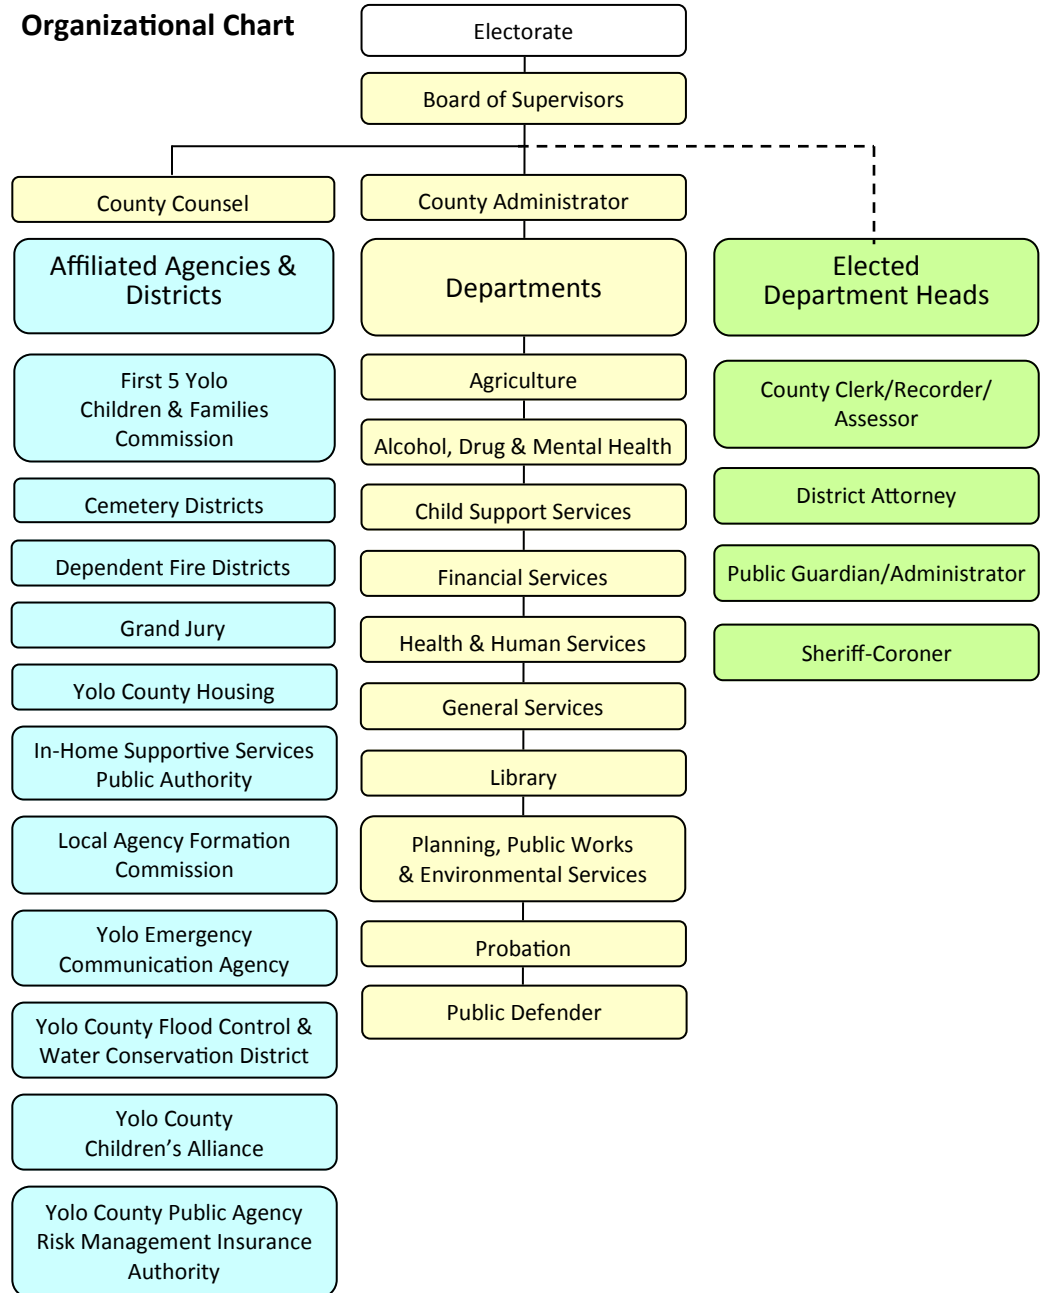 Organizational Chart
Electorate
Board of Supervisors
County Counsel
County Administrator
Affiliated Agencies &
Districts
First 5 Yolo
Children & Families
Commission
Cemetery Districts
Dependent Fire Districts
Grand Jury
Yolo County Housing
In-Home Supportive Services
Public Authority
Local Agency Formation
Commission
Yolo Emergency
Communication Agency
Yolo County Flood Control &
Water Conservation District
Yolo County
Children’s Alliance
Yolo County Public Agency
Risk Management Insurance
Authority
Departments
Agriculture
Alcohol, Drug & Mental Health
Child Support Services
Financial Services
Health & Human Services
General Services
Library
Planning, Public Works
& Environmental Services
Probation
Public Defender
Elected
Department Heads
County Clerk/Recorder/
Assessor
District Attorney
Public Guardian/Administrator
Sheriff-Coroner